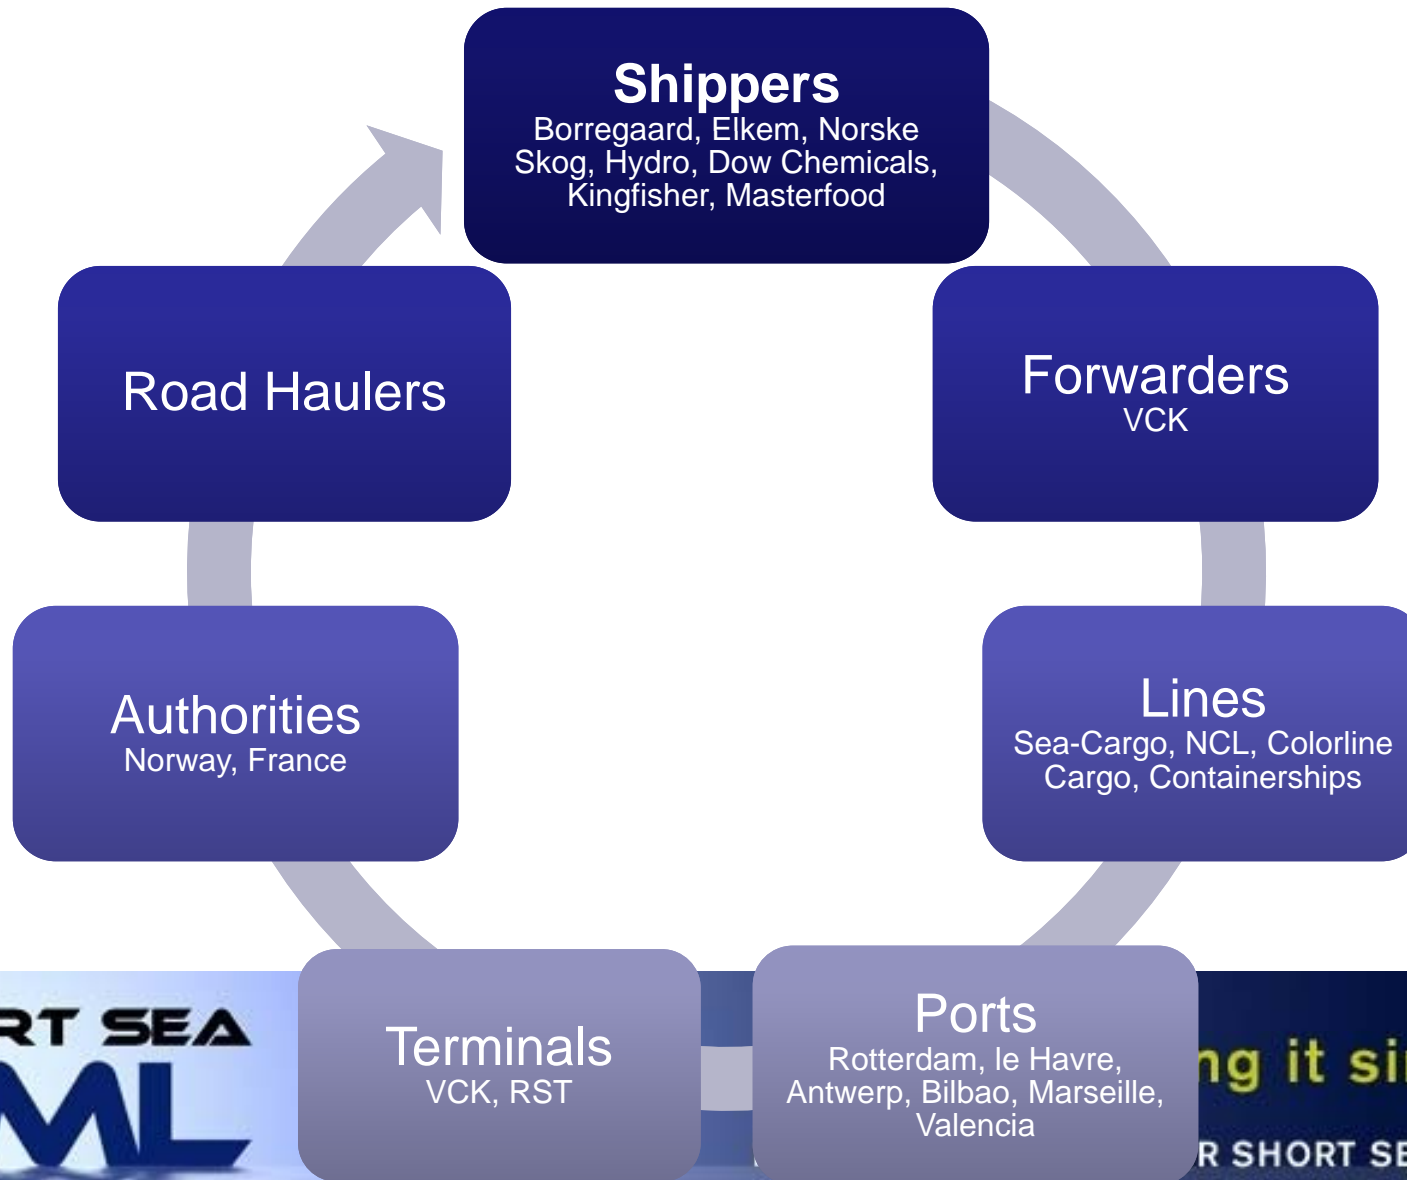 Shippers
Borregaard, Elkem, Norske
Skog, Hydro, Dow Chemicals,
Kingfisher, Masterfood
Road Haulers
Forwarders
VCK
Authorities
Norway, France
Lines
Sea-Cargo, NCL, Colorline
Cargo, Containerships
Terminals
VCK, RST
Ports
Rotterdam, le Havre,
Antwerp, Bilbao, Marseille,
Valencia
RT SEA
ML
ng it si
R SHORT SE